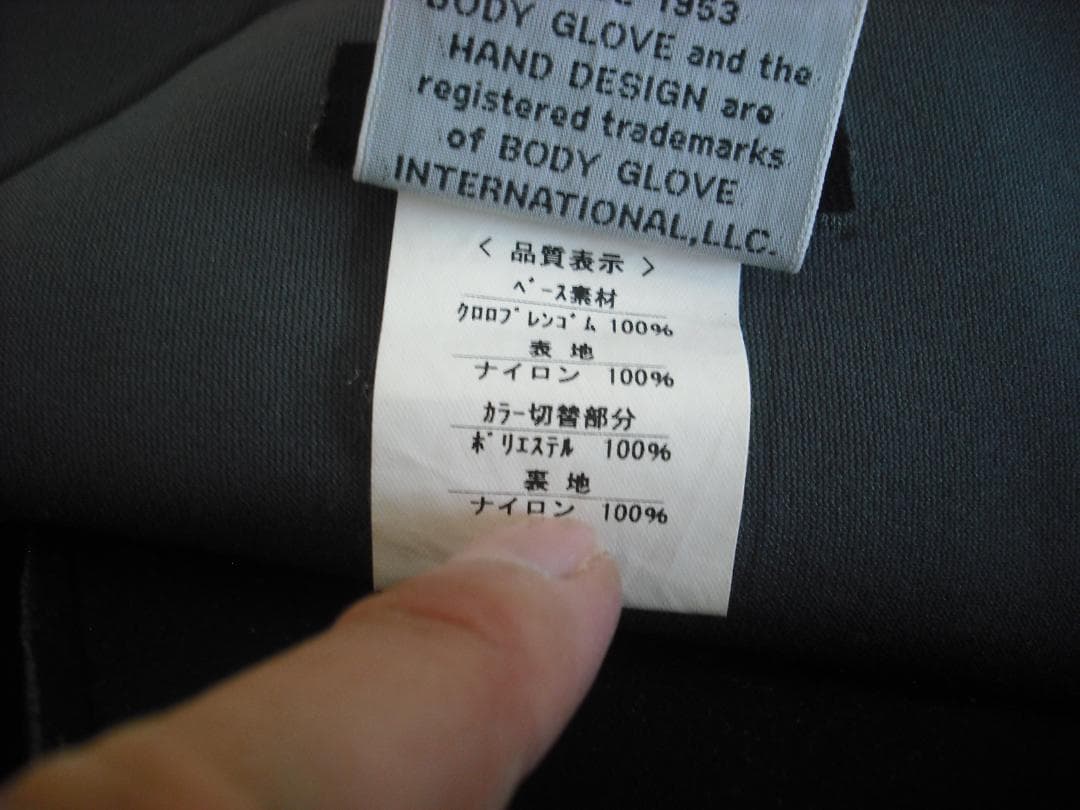 1953
BODY GLOVE and the
HAND DESIGN are
registered trademarks
of BODY GLOVE
INTERNATIONAL,LLC.
< 品質表示 >
ベース素材
クロロプレンゴム 100%
表 地
ナイロン 100%
カラー切替部分
ポリエステル 100%
裏 地
ナイロン 100%